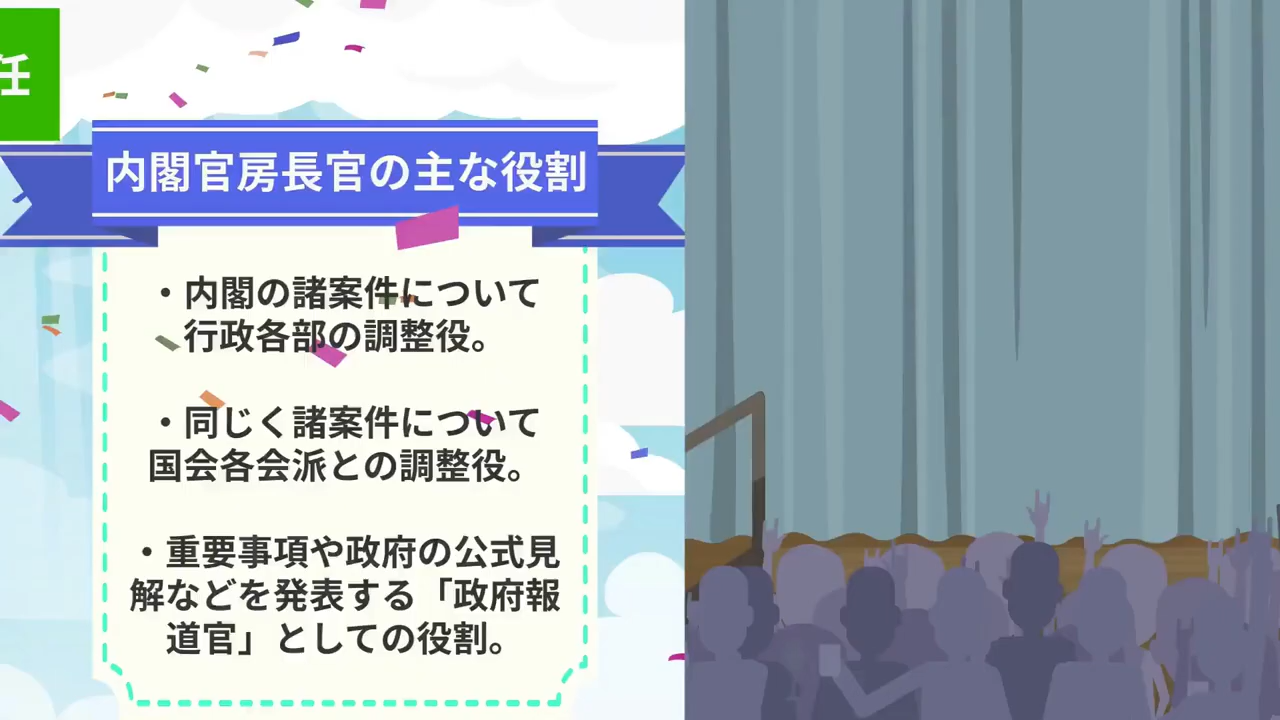 任
内閣官房長官の主な役割
・内閣の諸案件について
行政各部の調整役。
・同じく諸案件について
国会各会派との調整役。
・重要事項や政府の公式見
解などを発表する「政府報
道官」としての役割。